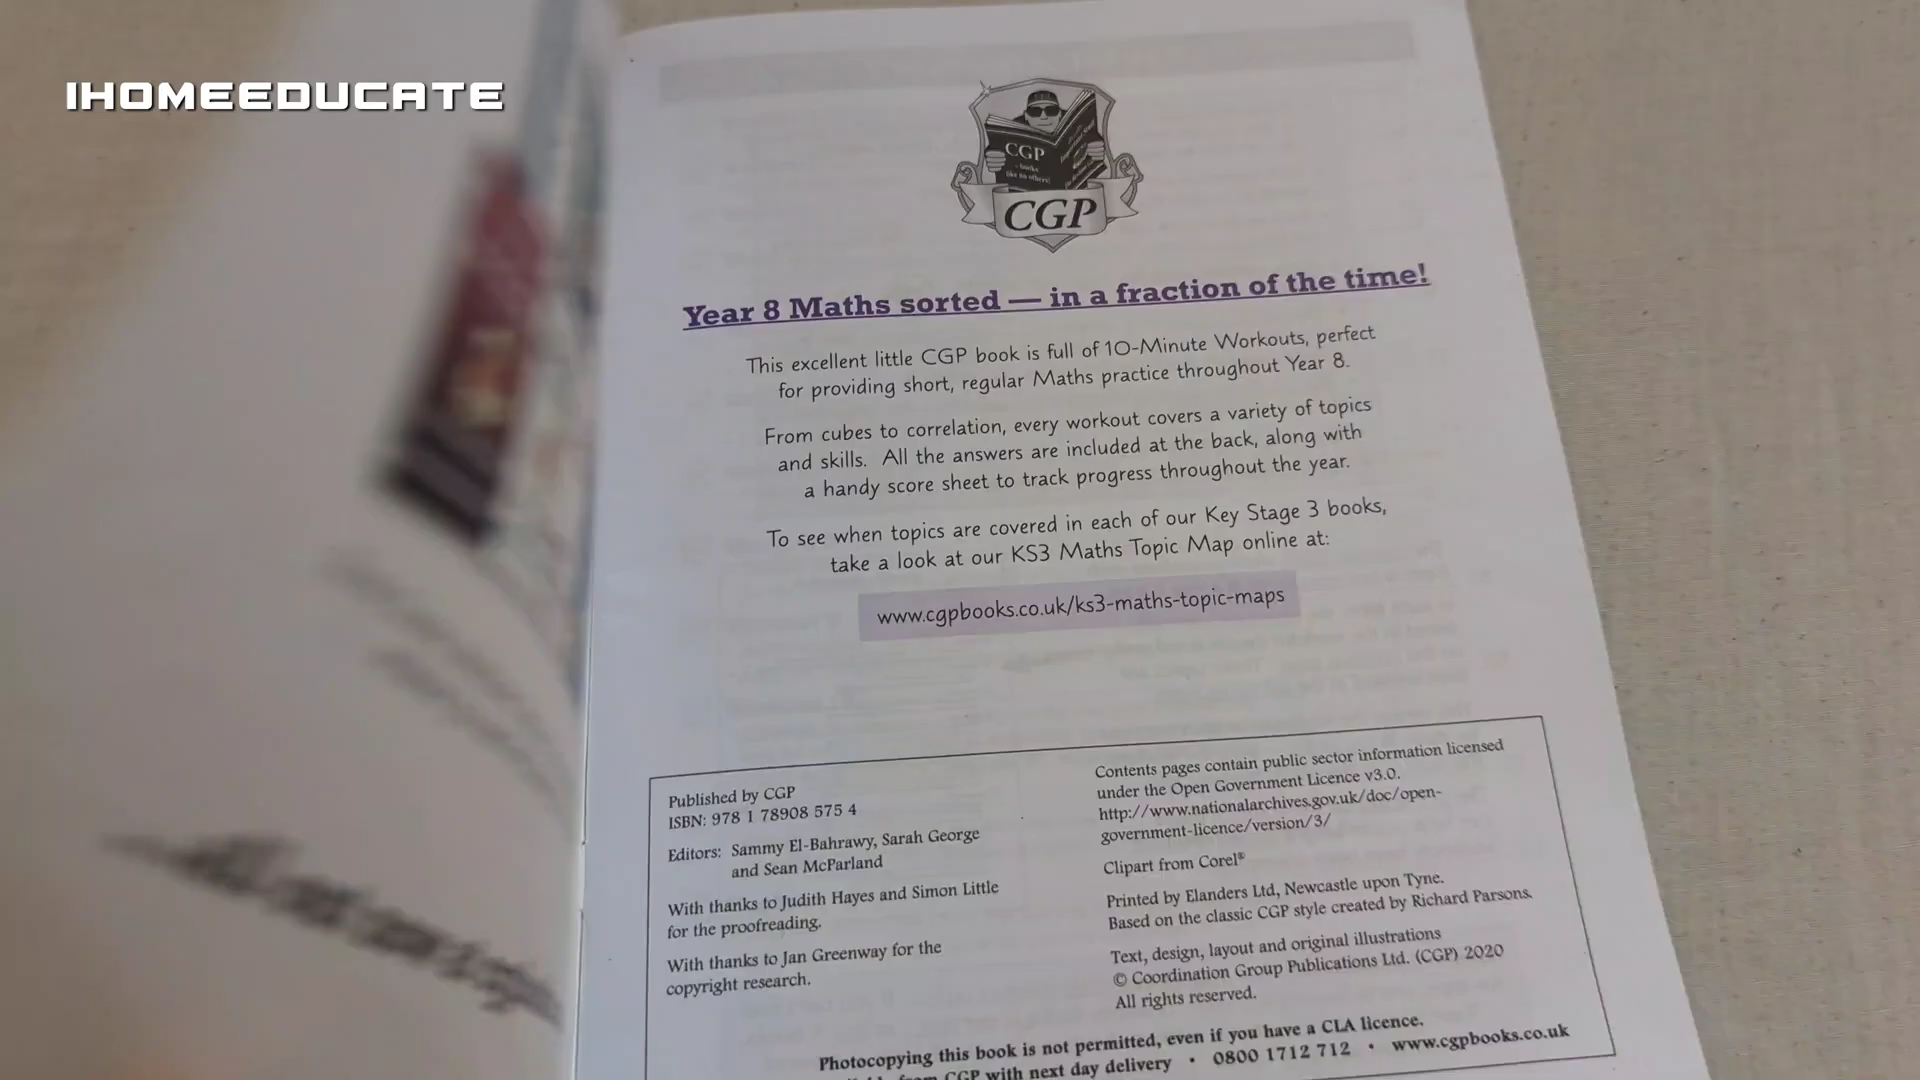 IHOMEEDUCATE
CGP
- books
like no others!
CGP
Year 8 Maths sorted — in a fraction of the time!
This excellent little CGP book is full of 10-Minute Workouts, perfect
for providing short, regular Maths practice throughout Year 8.
From cubes to correlation, every workout covers a variety of topics
and skills. All the answers are included at the back, along with
a handy score sheet to track progress throughout the year.
To see when topics are covered in each of our Key Stage 3 books,
take a look at our KS3 Maths Topic Map online at:
www.cgpbooks.co.uk/ks3-maths-topic-maps
Published by CGP
ISBN: 978 1 78908 575 4
Editors: Sammy El-Bahrawy, Sarah George
and Sean McParland
With thanks to Judith Hayes and Simon Little
for the proofreading.
With thanks to Jan Greenway for the
copyright research.
Contents pages contain public sector information licensed
under the Open Government Licence v3.0.
http://www.nationalarchives.gov.uk/doc/open-
government-licence/version/3/
Clipart from Corel®
Printed by Elanders Ltd, Newcastle upon Tyne.
Based on the classic CGP style created by Richard Parsons.
Text, design, layout and original illustrations
© Coordination Group Publications Ltd. (CGP) 2020
All rights reserved.
Photocopying this book is not permitted, even if you have a CLA licence.
from CGP with next day delivery • 0800 1712 712 • www.cgpbooks.co.uk